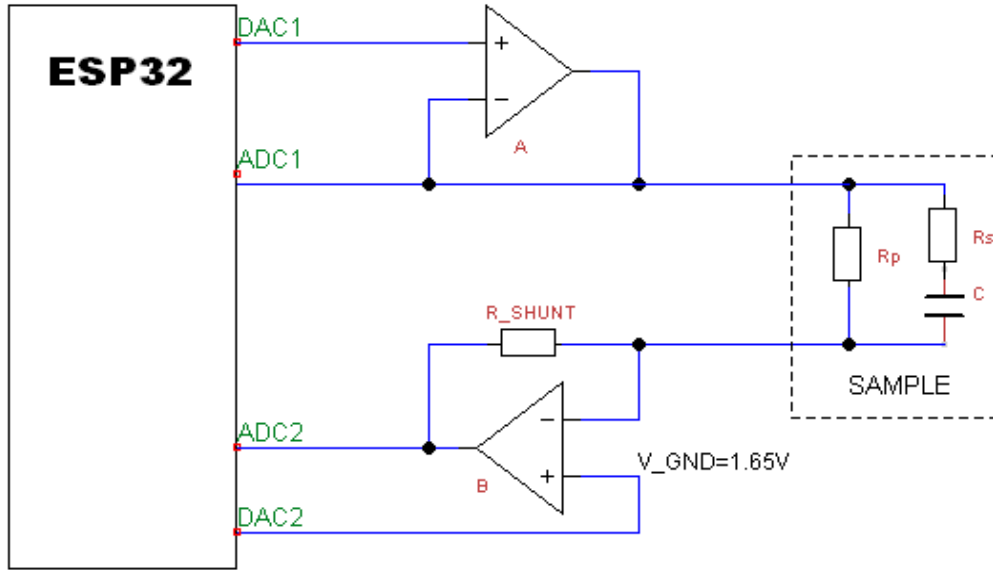 DAC1
ESP32
+
−
A
ADC1
Rp
Rs
C
R_SHUNT
SAMPLE
−
ADC2
V_GND=1.65V
+
B
DAC2